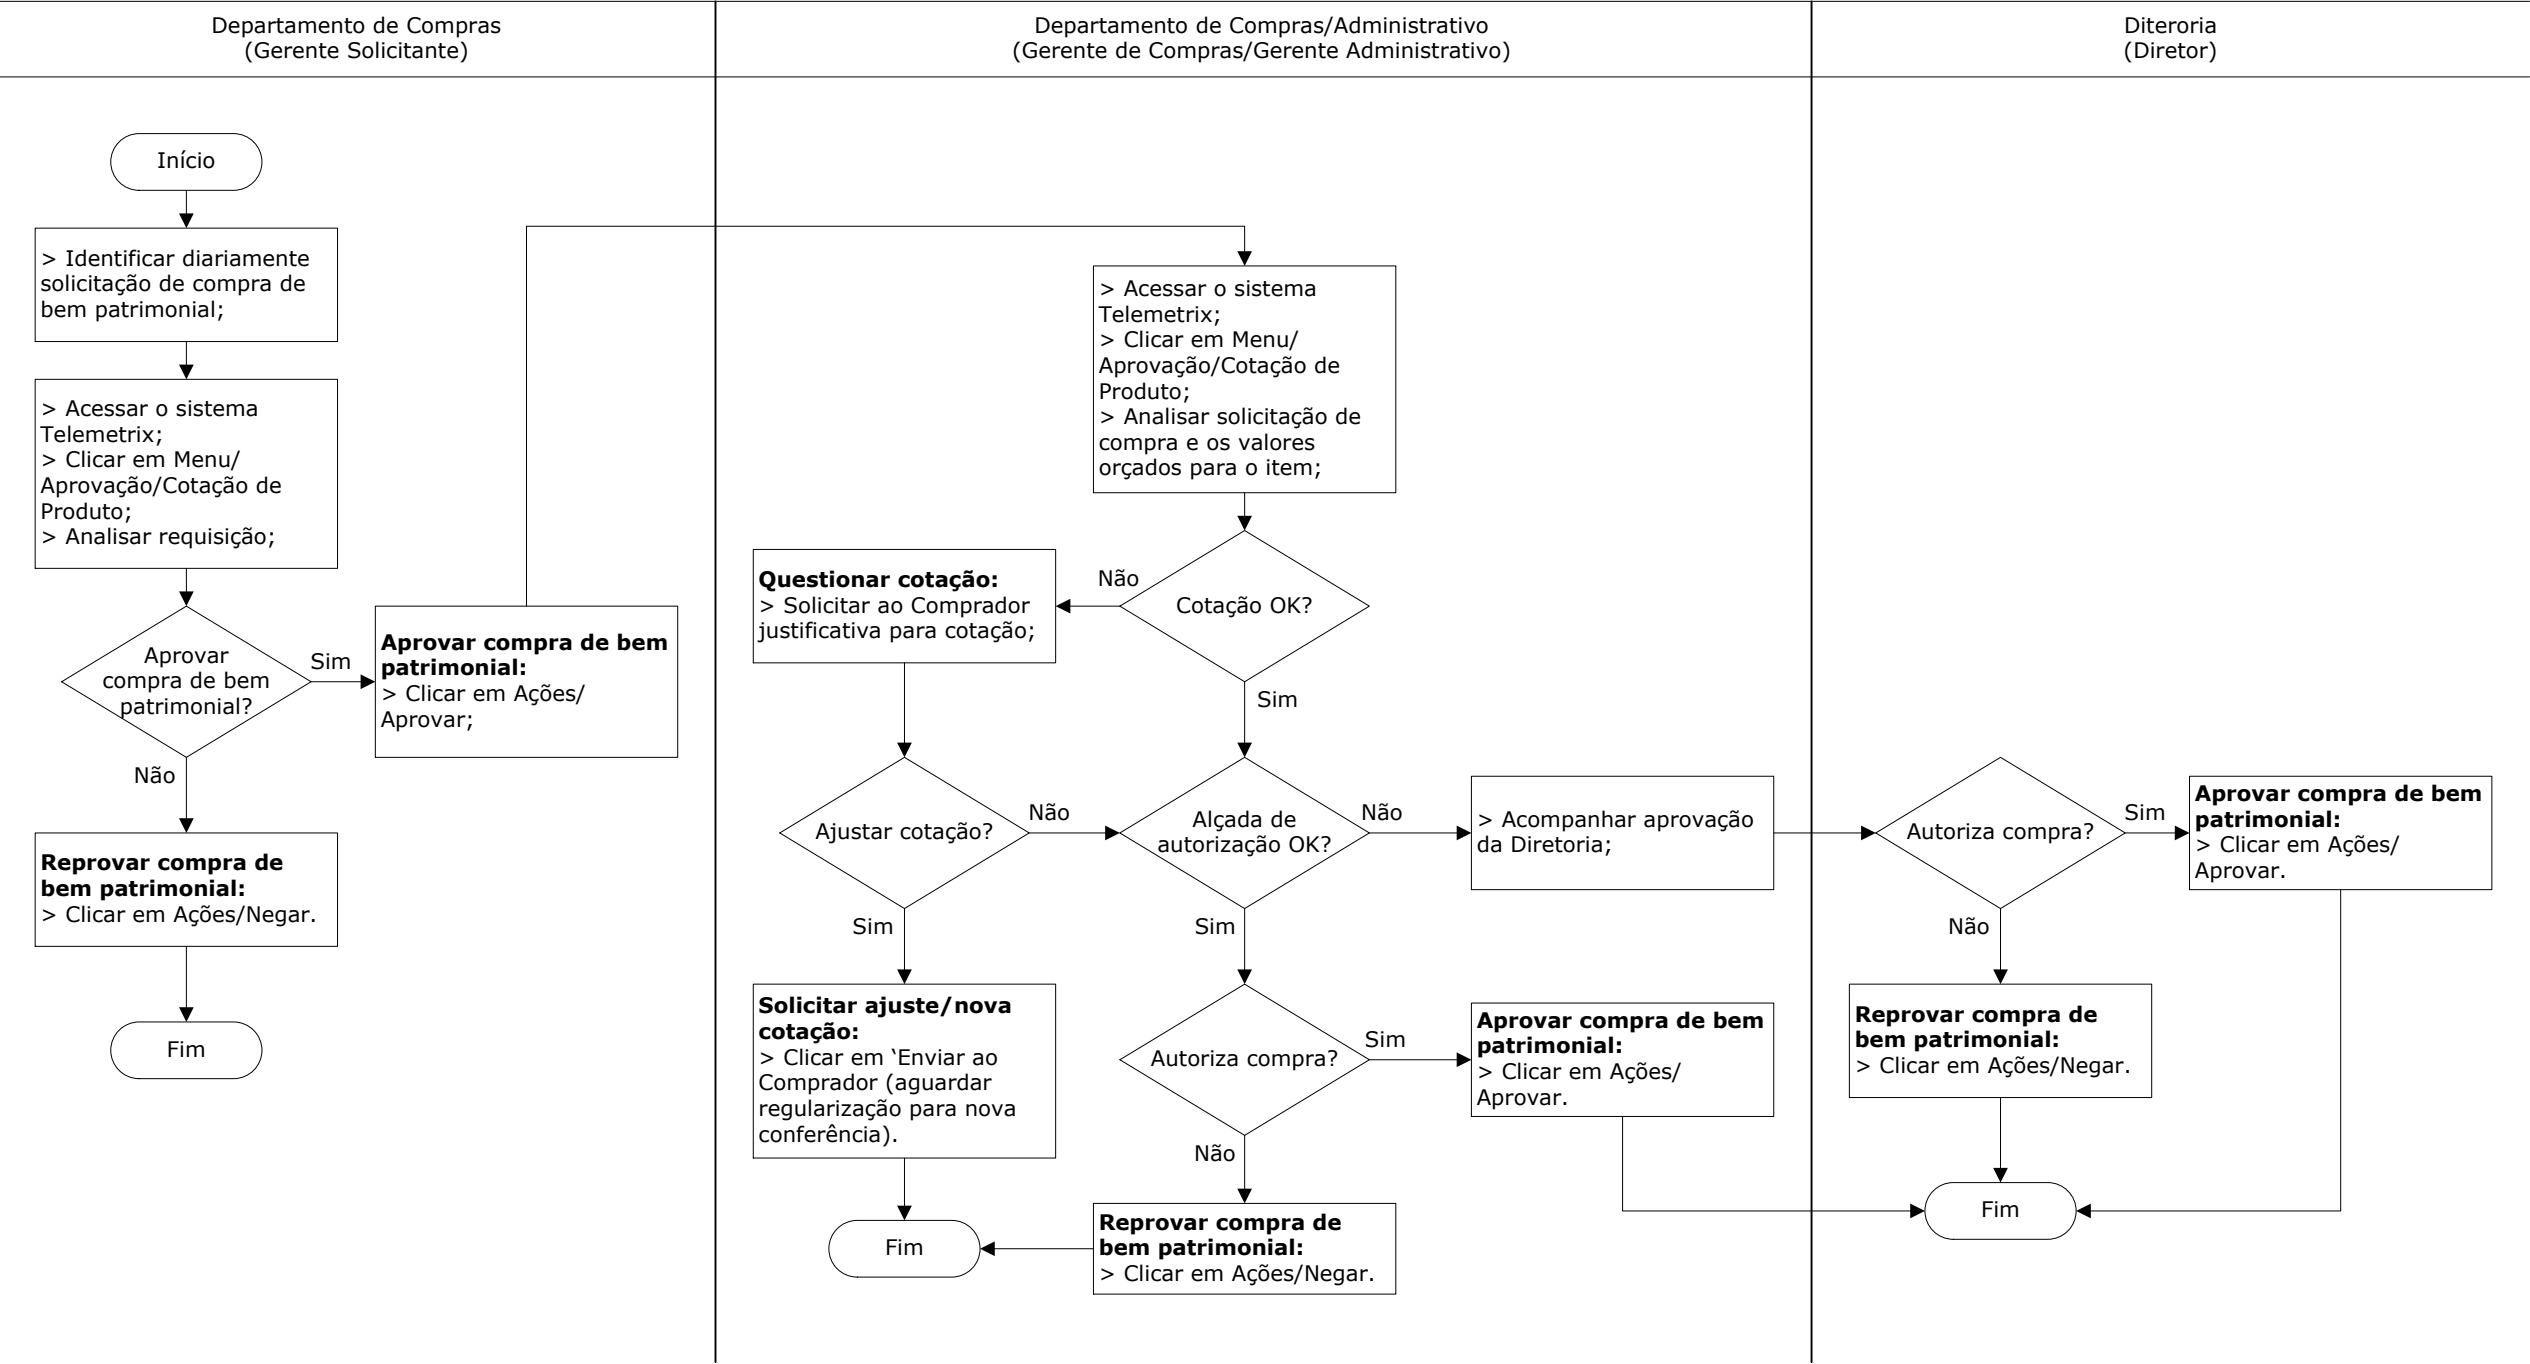 Departamento de Compras
(Gerente Solicitante)
Departamento de Compras/Administrativo
(Gerente de Compras/Gerente Administrativo)
Diteroria
(Diretor)
Início
> Identificar diariamente
solicitação de compra de
bem patrimonial;
> Acessar o sistema
Telemetrix;
> Clicar em Menu/
Aprovação/Cotação de
Produto;
> Analisar requisição;
Aprovar
compra de bem
patrimonial?
Sim
Aprovar compra de bem
patrimonial:
> Clicar em Ações/
Aprovar;
Não
Reprovar compra de
bem patrimonial:
> Clicar em Ações/Negar.
Fim
> Acessar o sistema
Telemetrix;
> Clicar em Menu/
Aprovação/Cotação de
Produto;
> Analisar solicitação de
compra e os valores
orçados para o item;
Cotação OK?
Não
Questionar cotação:
> Solicitar ao Comprador
justificativa para cotação;
Sim
Ajustar cotação?
Não
Alçada de
autorização OK?
Não
> Acompanhar aprovação
da Diretoria;
Sim
Solicitar ajuste/nova
cotação:
> Clicar em ‘Enviar ao
Comprador (aguardar
regularização para nova
conferência).
Sim
Autoriza compra?
Sim
Aprovar compra de bem
patrimonial:
> Clicar em Ações/
Aprovar.
Não
Reprovar compra de
bem patrimonial:
> Clicar em Ações/Negar.
Fim
Autoriza compra?
Sim
Aprovar compra de bem
patrimonial:
> Clicar em Ações/
Aprovar.
Não
Reprovar compra de
bem patrimonial:
> Clicar em Ações/Negar.
Fim